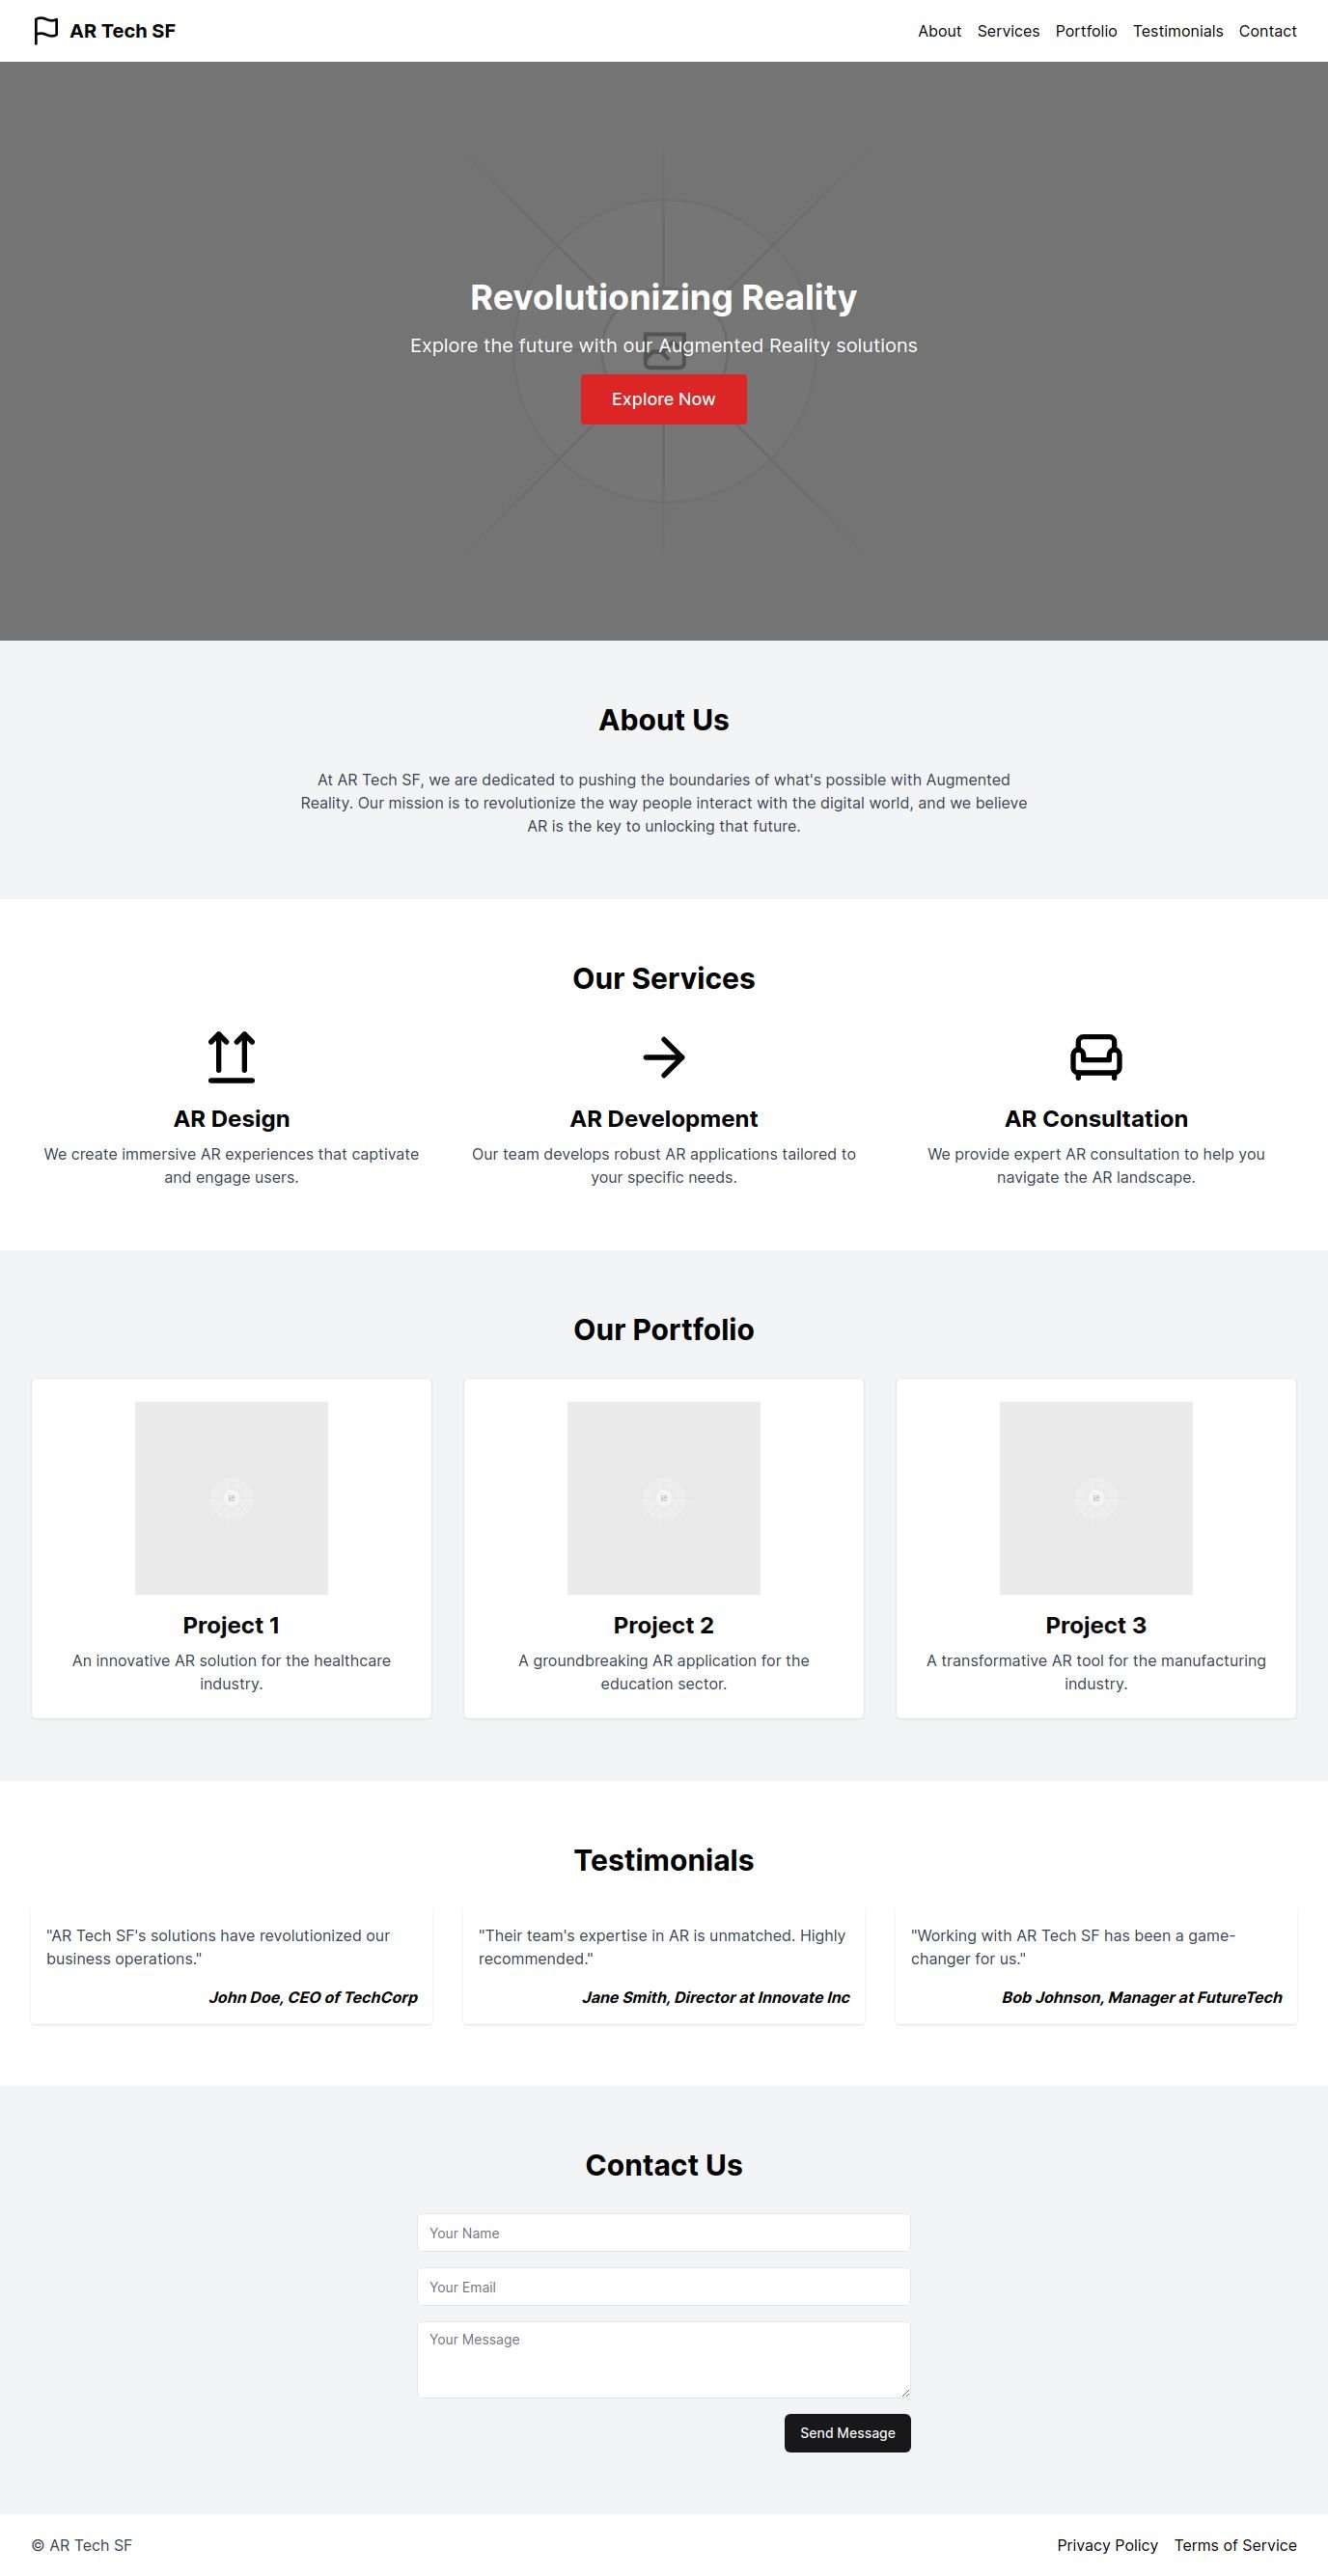 AR Tech SF
About Services Portfolio Testimonials Contact
Revolutionizing Reality
Explore the future with our Augmented Reality solutions
Explore Now
About Us
At AR Tech SF, we are dedicated to pushing the boundaries of what's possible with Augmented
Reality. Our mission is to revolutionize the way people interact with the digital world, and we believe
AR is the key to unlocking that future.
Our Services
AR Design
We create immersive AR experiences that captivate
and engage users.
AR Development
Our team develops robust AR applications tailored to
your specific needs.
AR Consultation
We provide expert AR consultation to help you
navigate the AR landscape.
Our Portfolio
Project 1
An innovative AR solution for the healthcare
industry.
Project 2
A groundbreaking AR application for the
education sector.
Project 3
A transformative AR tool for the manufacturing
industry.
Testimonials
"AR Tech SF's solutions have revolutionized our
business operations."
John Doe, CEO of TechCorp
"Their team's expertise in AR is unmatched. Highly
recommended."
Jane Smith, Director at Innovate Inc
"Working with AR Tech SF has been a game-
changer for us."
Bob Johnson, Manager at FutureTech
Contact Us
Your Name
Your Email
Your Message
Send Message
© AR Tech SF
Privacy Policy Terms of Service